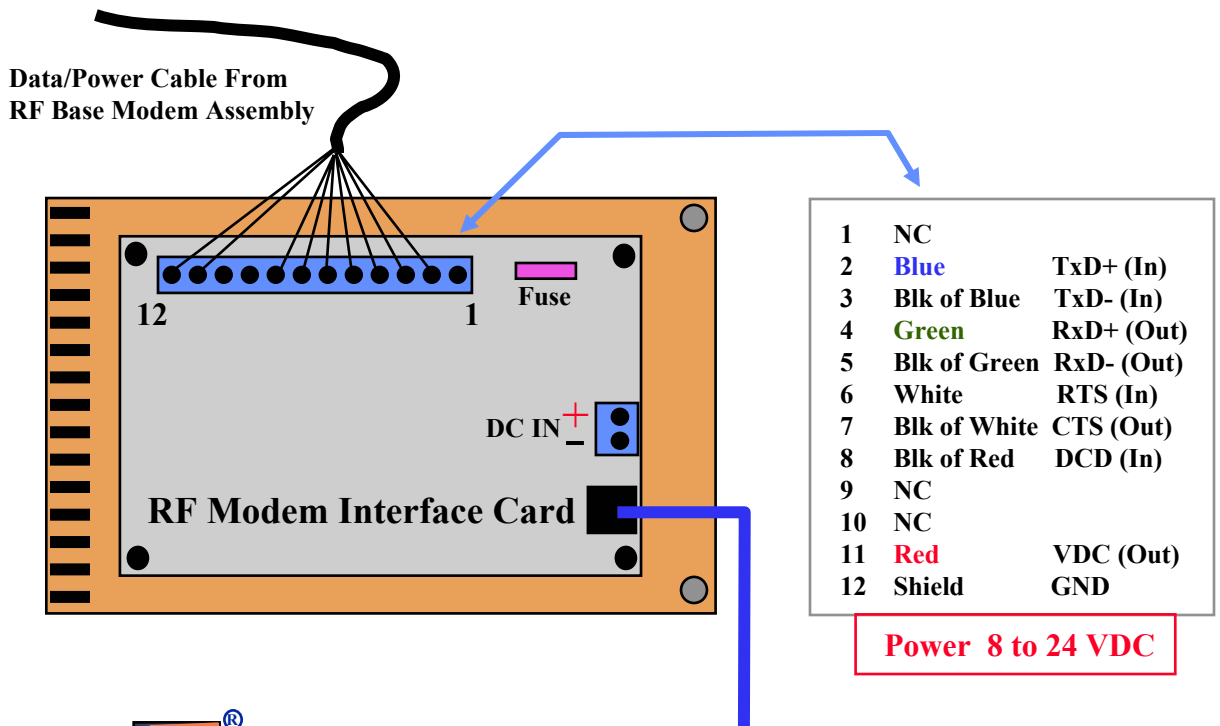 Data/Power Cable From
RF Base Modem Assembly
12
1
Fuse
DC IN + –
RF Modem Interface Card
1 NC
2 Blue TxD+ (In)
3 Blk of Blue TxD- (In)
4 Green RxD+ (Out)
5 Blk of Green RxD- (Out)
6 White RTS (In)
7 Blk of White CTS (Out)
8 Blk of Red DCD (In)
9 NC
10 NC
11 Red VDC (Out)
12 Shield GND
Power 8 to 24 VDC
®